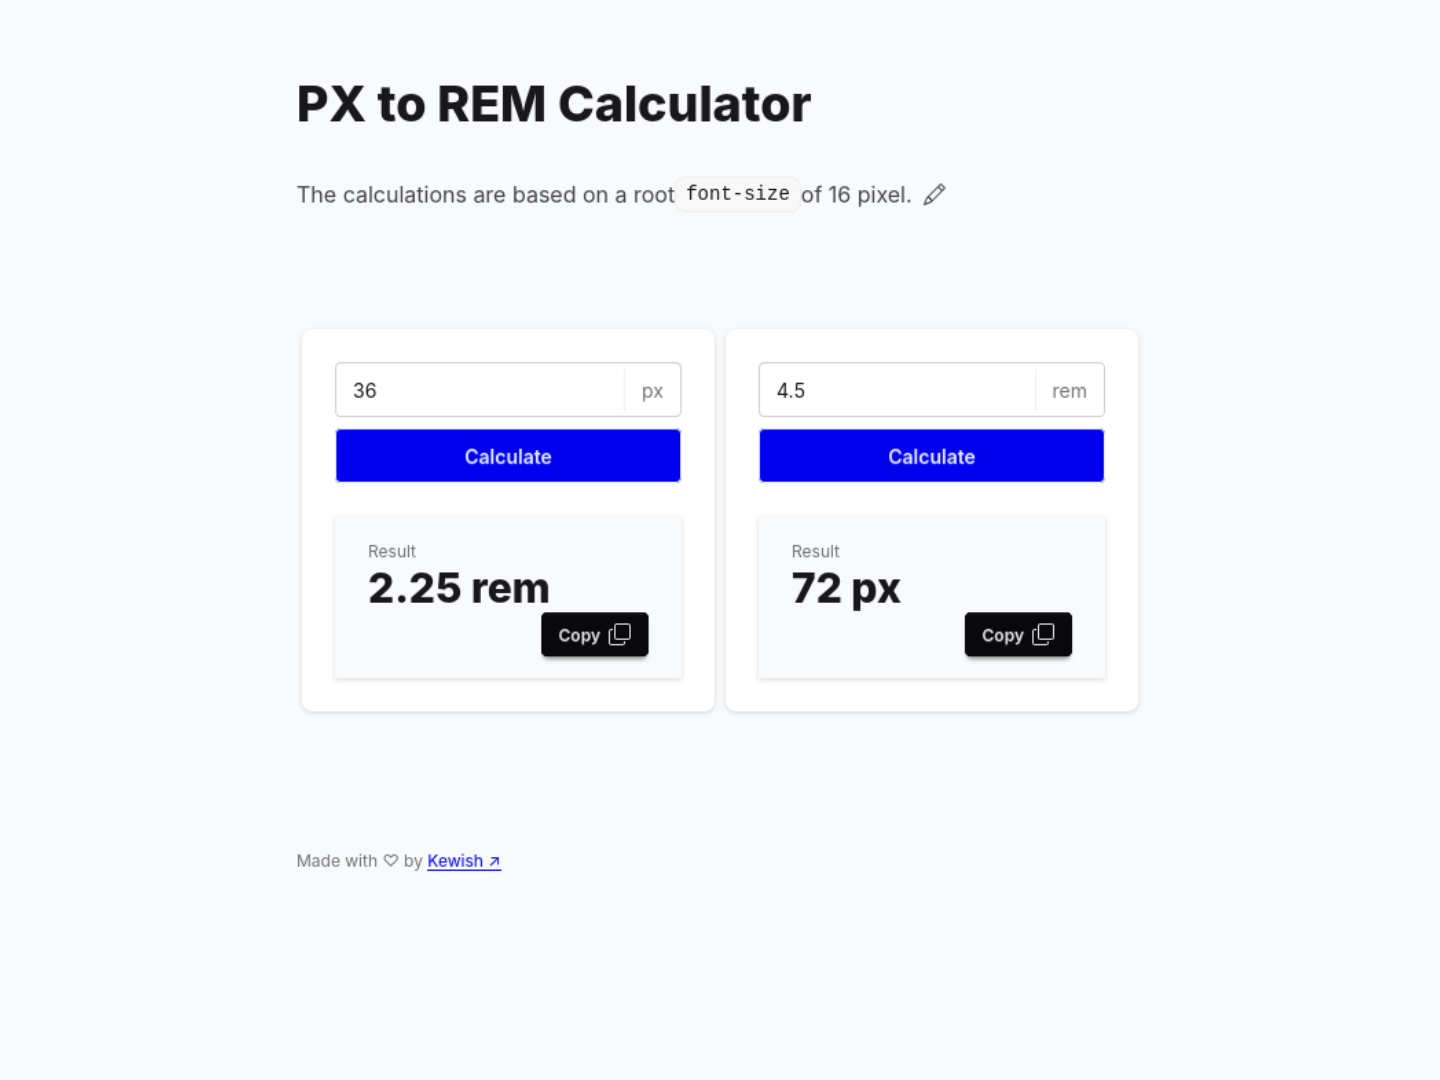 PX to REM Calculator
The calculations are based on a root font-size of 16 pixel.
36 px
Calculate
Result
2.25 rem
Copy
4.5 rem
Calculate
Result
72 px
Copy
Made with ♡ by Kewish ↗